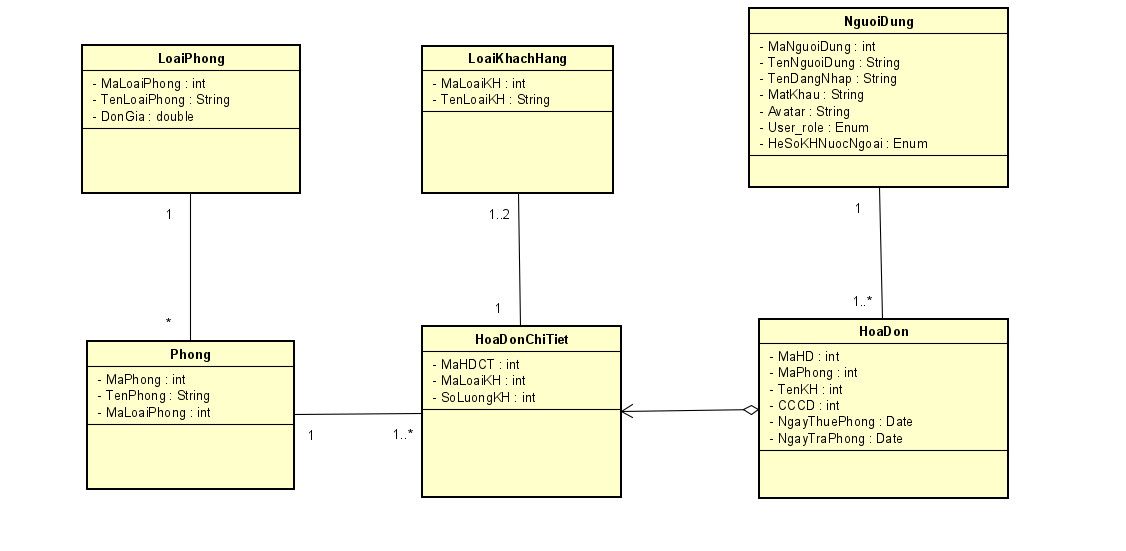 LoaiPhong
- MaLoaiPhong : int
- TenLoaiPhong : String
- DonGia : double
LoaiKhachHang
- MaLoaiKH : int
- TenLoaiKH : String
NguoiDung
- MaNguoiDung : int
- TenNguoiDung : String
- TenDangNhap : String
- MatKhau : String
- Avatar : String
- User_role : Enum
- HeSoKHNuocNgoai : Enum
1
*
1..2
1
1
1..*
Phong
- MaPhong : int
- TenPhong : String
- MaLoaiPhong : int
1
1..*
HoaDonChiTiet
- MaHDCT : int
- MaLoaiKH : int
- SoLuongKH : int
HoaDon
- MaHD : int
- MaPhong : int
- TenKH : int
- CCCD : int
- NgayThuePhong : Date
- NgayTraPhong : Date